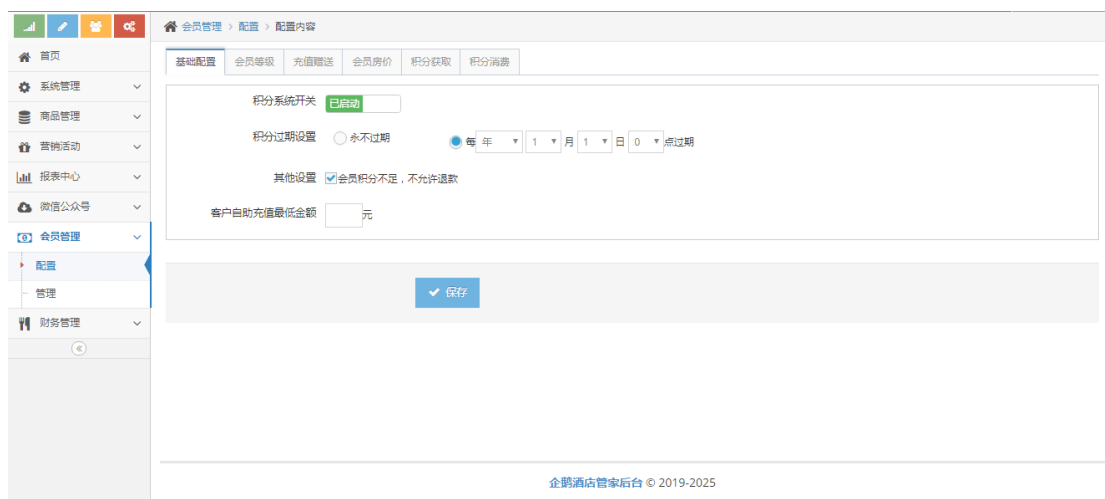 会员管理 > 配置 > 配置内容
首页
系统管理
商品管理
营销活动
报表中心
微信公众号
会员管理
配置
管理
财务管理
基础配置 会员等级 充值赠送 会员房价 积分获取 积分消费
积分系统开关 已启动
积分过期设置 永不过期 每 年 1 月 1 日 0 点过期
其他设置 会员积分不足，不允许退款
客户自助充值最低金额 元
保存
企鹅酒店管家后台 © 2019-2025